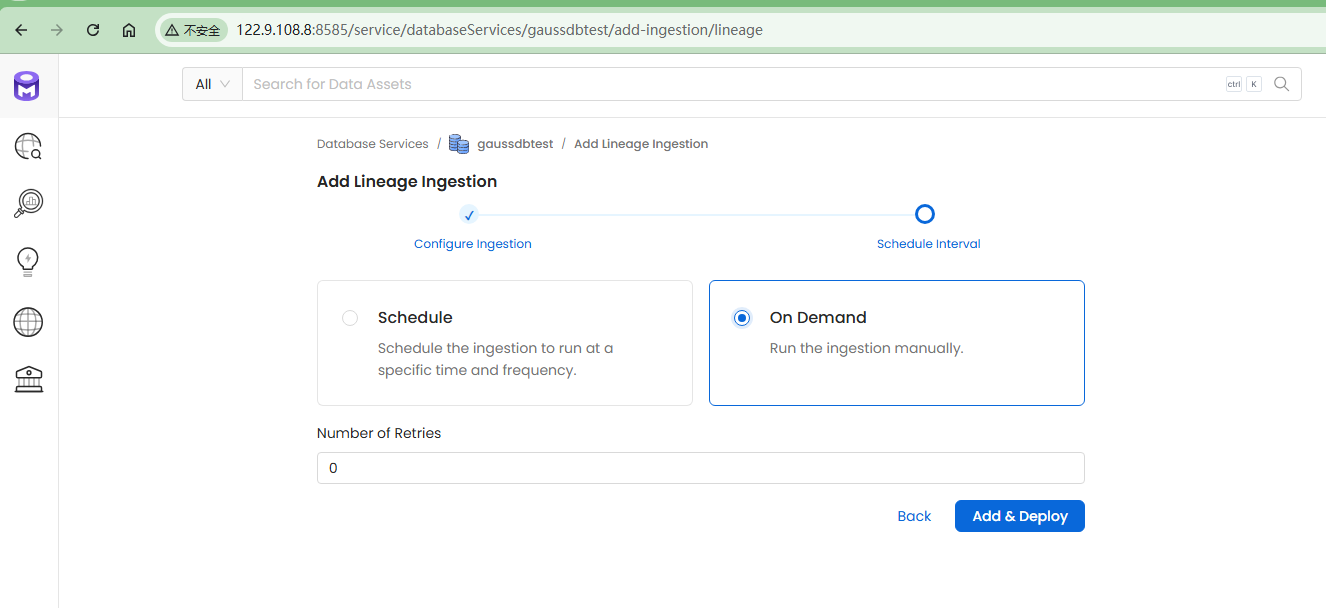 不安全 122.9.108.8:8585/service/databaseServices/gaussdbtest/add-ingestion/lineage
All Search for Data Assets ctrl K
Database Services / gaussdbtest / Add Lineage Ingestion
Add Lineage Ingestion
Configure Ingestion Schedule Interval
Schedule
Schedule the ingestion to run at a
specific time and frequency.
On Demand
Run the ingestion manually.
Number of Retries
0
Back Add & Deploy